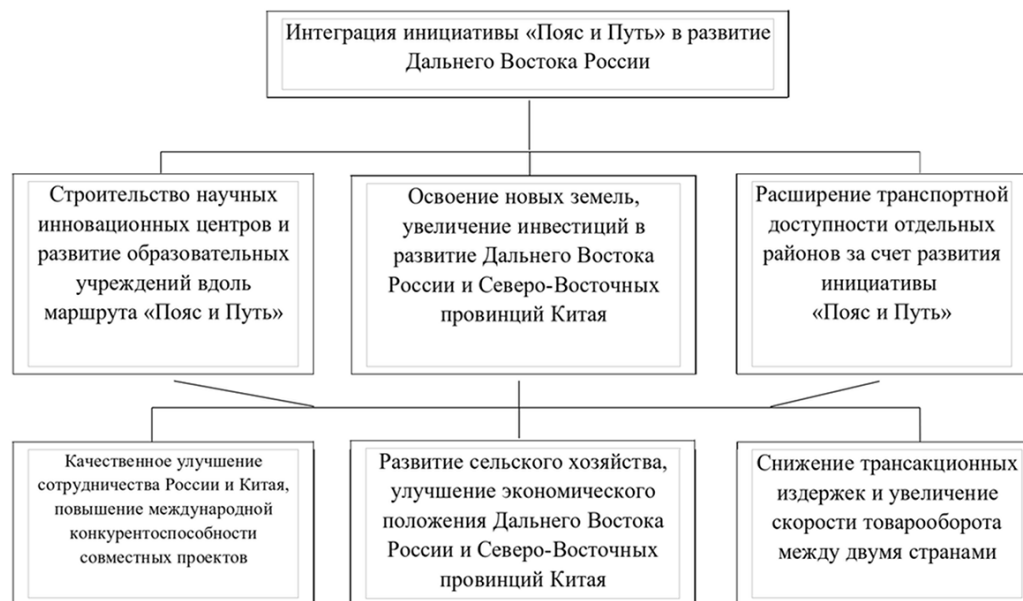 Интеграция инициативы «Пояс и Путь» в развитие
Дальнего Востока России
Строительство научных
инновационных центров и
развитие образовательных
учреждений вдоль
маршрута «Пояс и Путь»
Освоение новых земель,
увеличение инвестиций в
развитие Дальнего Востока
России и Северо-Восточных
провинций Китая
Расширение транспортной
доступности отдельных
районов за счет развития
инициативы
«Пояс и Путь»
Качественное улучшение
сотрудничества России и Китая,
повышение международной
конкурентоспособности
совместных проектов
Развитие сельского хозяйства,
улучшение экономического
положения Дальнего Востока
России и Северо-Восточных
провинций Китая
Снижение трансакционных
издержек и увеличение
скорости товарооборота
между двумя странами